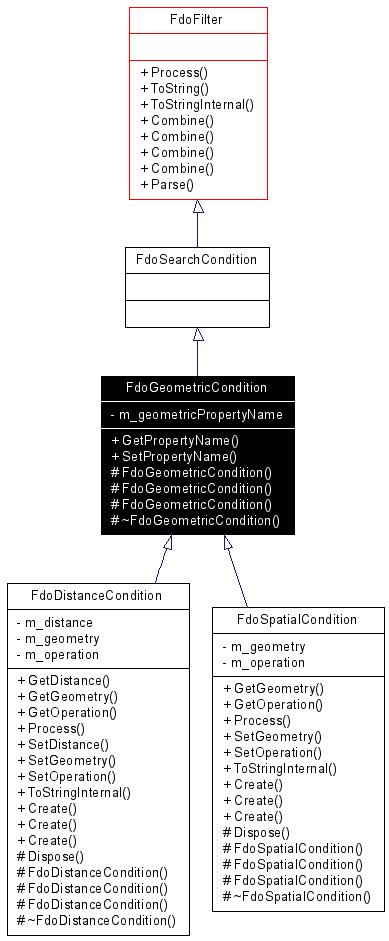 FdoFilter
+ Process()
+ ToString()
+ ToStringInternal()
+ Combine()
+ Combine()
+ Combine()
+ Combine()
+ Parse()
FdoSearchCondition
FdoGeometricCondition
- m_geometricPropertyName
+ GetPropertyName()
+ SetPropertyName()
# FdoGeometricCondition()
# FdoGeometricCondition()
# FdoGeometricCondition()
# ~FdoGeometricCondition()
FdoDistanceCondition
- m_distance
- m_geometry
- m_operation
+ GetDistance()
+ GetGeometry()
+ GetOperation()
+ Process()
+ SetDistance()
+ SetGeometry()
+ SetOperation()
+ ToStringInternal()
+ Create()
+ Create()
+ Create()
# Dispose()
# FdoDistanceCondition()
# FdoDistanceCondition()
# FdoDistanceCondition()
# ~FdoDistanceCondition()
FdoSpatialCondition
- m_geometry
- m_operation
+ GetGeometry()
+ GetOperation()
+ Process()
+ SetGeometry()
+ SetOperation()
+ ToStringInternal()
+ Create()
+ Create()
+ Create()
# Dispose()
# FdoSpatialCondition()
# FdoSpatialCondition()
# FdoSpatialCondition()
# ~FdoSpatialCondition()